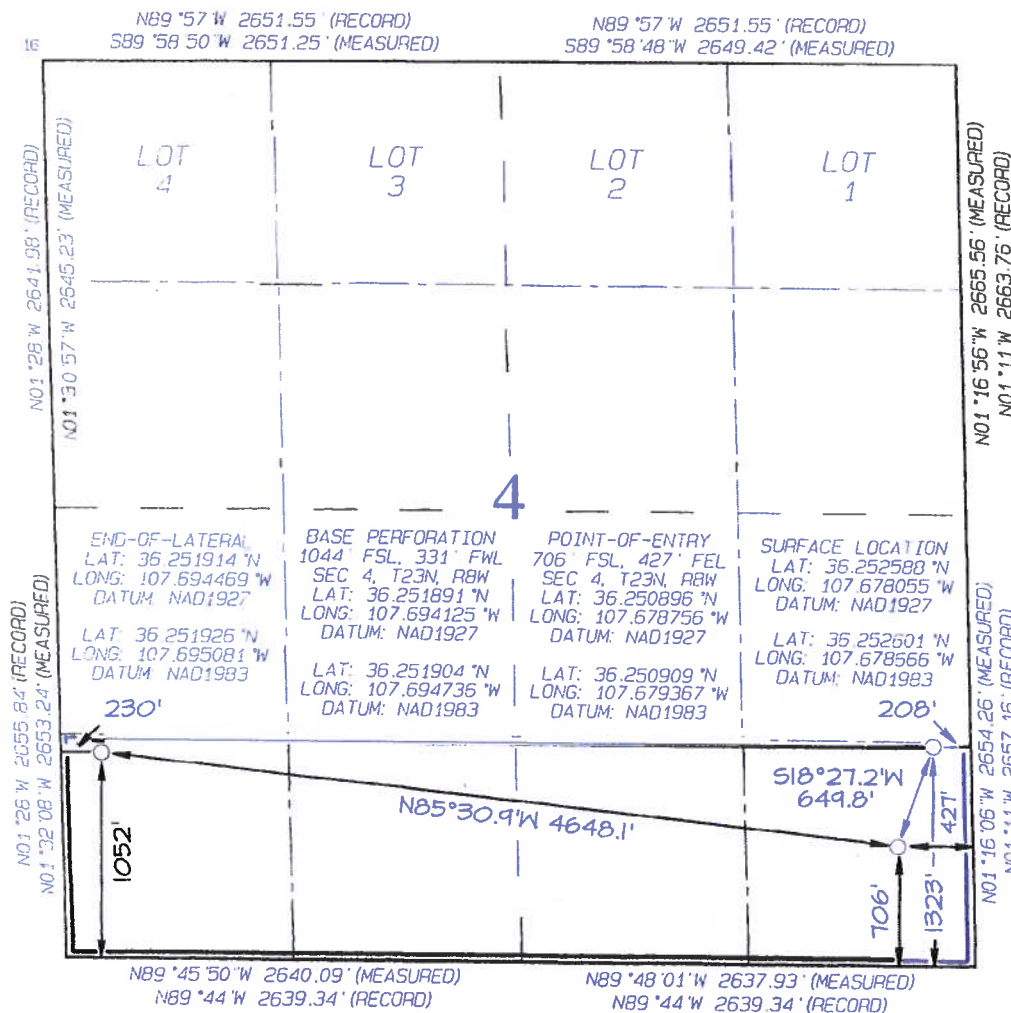 N89°57'W 2651.55' (RECORD)
S89°58'50"W 2651.25' (MEASURED)
N89°57'W 2651.55' (RECORD)
S89°58'48"W 2649.42' (MEASURED)
16
LOT
4
LOT
3
LOT
2
LOT
1
N01°28'W 2641.98' (RECORD)
N01°30'57"W 2645.23' (MEASURED)
N01°16'56"W 2665.56' (MEASURED)
N01°11'W 2663.76' (RECORD)
4
END-OF-LATERAL
LAT: 36.251914°N
LONG: 107.694469°W
DATUM: NAD1927
LAT: 36.251926°N
LONG: 107.695081°W
DATUM NAD1983
BASE PERFORATION
1044' FSL, 331' FWL
SEC 4, T23N, R8W
LAT: 36.251891°N
LONG: 107.694125°W
DATUM: NAD1927
LAT: 36.251904°N
LONG: 107.694736°W
DATUM: NAD1983
POINT-OF-ENTRY
706' FSL, 427' FEL
SEC 4, T23N, R8W
LAT: 36.250896°N
LONG: 107.678756°W
DATUM: NAD1927
LAT: 36.250909°N
LONG: 107.679367°W
DATUM: NAD1983
SURFACE LOCATION
LAT: 36.252588°N
LONG: 107.678055°W
DATUM: NAD1927
LAT: 36.252601°N
LONG: 107.678666°W
DATUM: NAD1983
N01°28'W 2655.84' (RECORD)
N01°32'08"W 2653.24' (MEASURED)
N01°16'06"W 2654.26' (MEASURED)
N01°11'W 2657.16' (RECORD)
230'
208'
S18°27.2'W
649.8'
N85°30.9'W 4648.1'
427'
1052'
706'
1323'
N89°45'50"W 2640.09' (MEASURED)
N89°44'W 2639.34' (RECORD)
N89°48'01"W 2637.93' (MEASURED)
N89°44'W 2639.34' (RECORD)